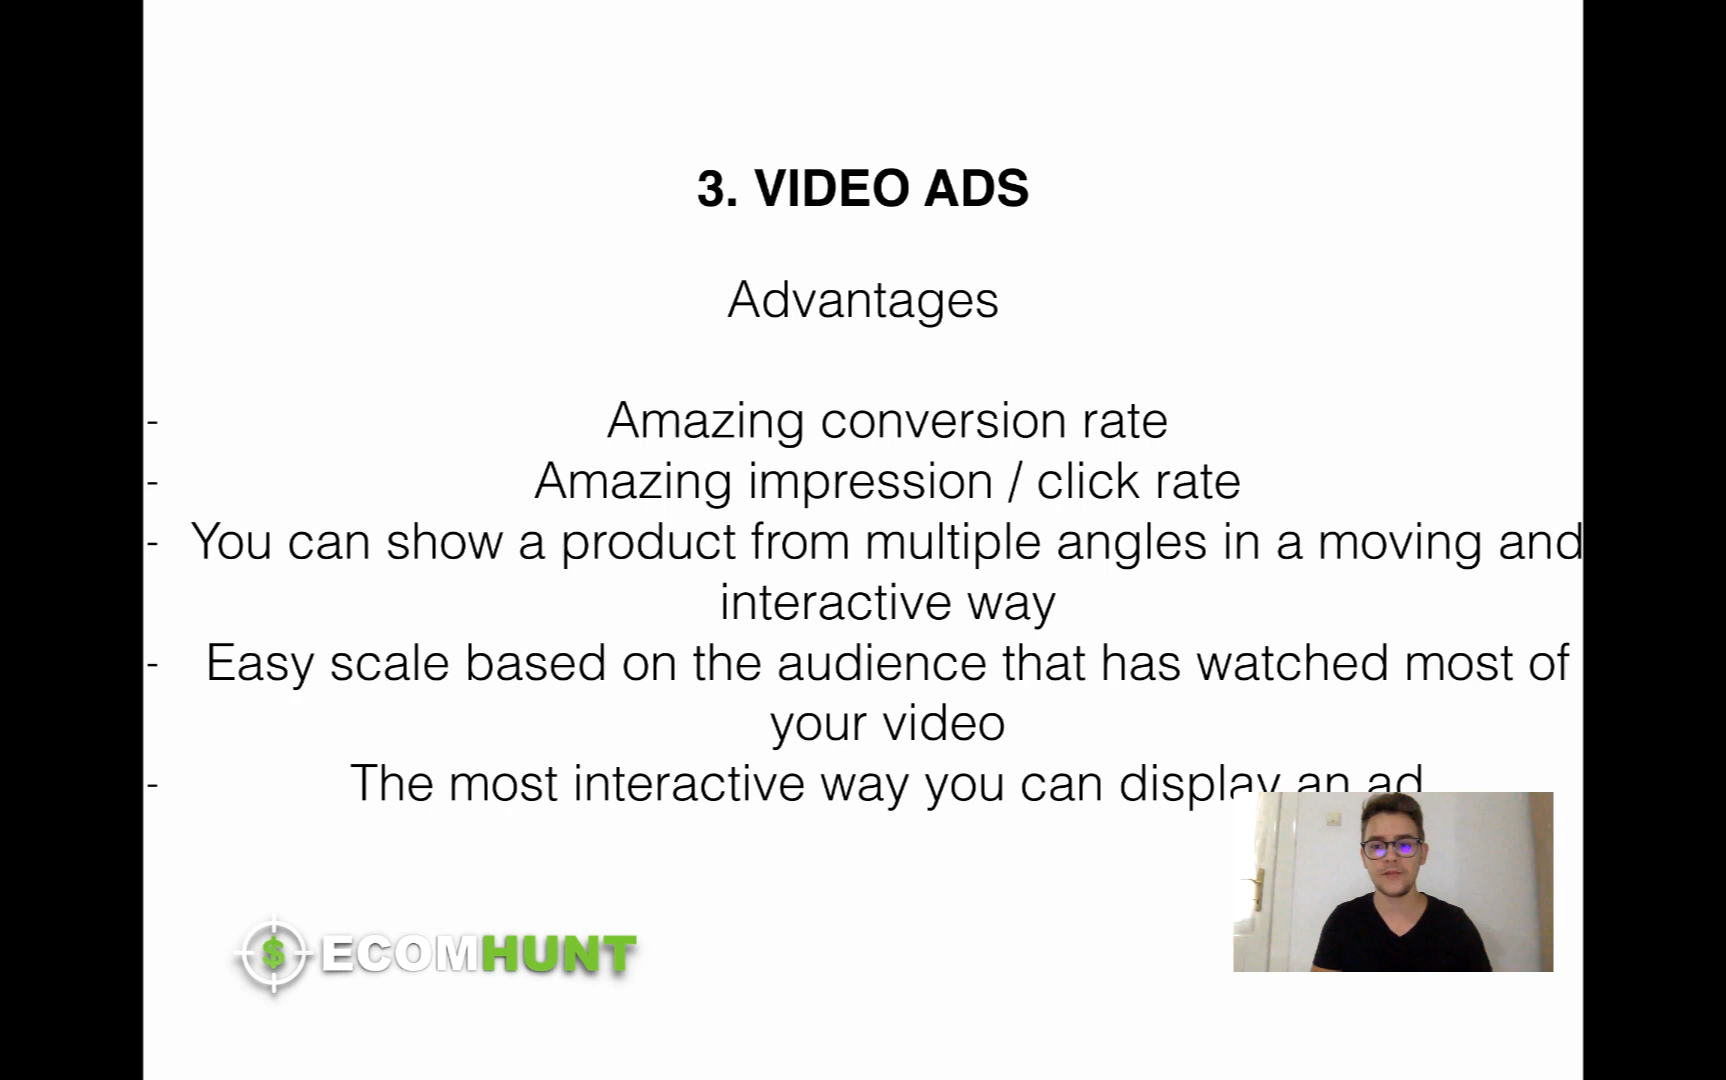 3. VIDEO ADS
Advantages
- Amazing conversion rate
- Amazing impression / click rate
- You can show a product from multiple angles in a moving and
interactive way
- Easy scale based on the audience that has watched most of
your video
- The most interactive way you can display an ad
$ ECOMHUNT